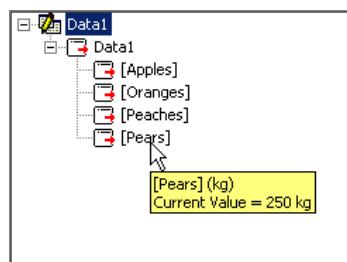 Data1
Data1
[Apples]
[Oranges]
[Peaches]
[Pears]
[Pears] (kg)
Current Value = 250 kg